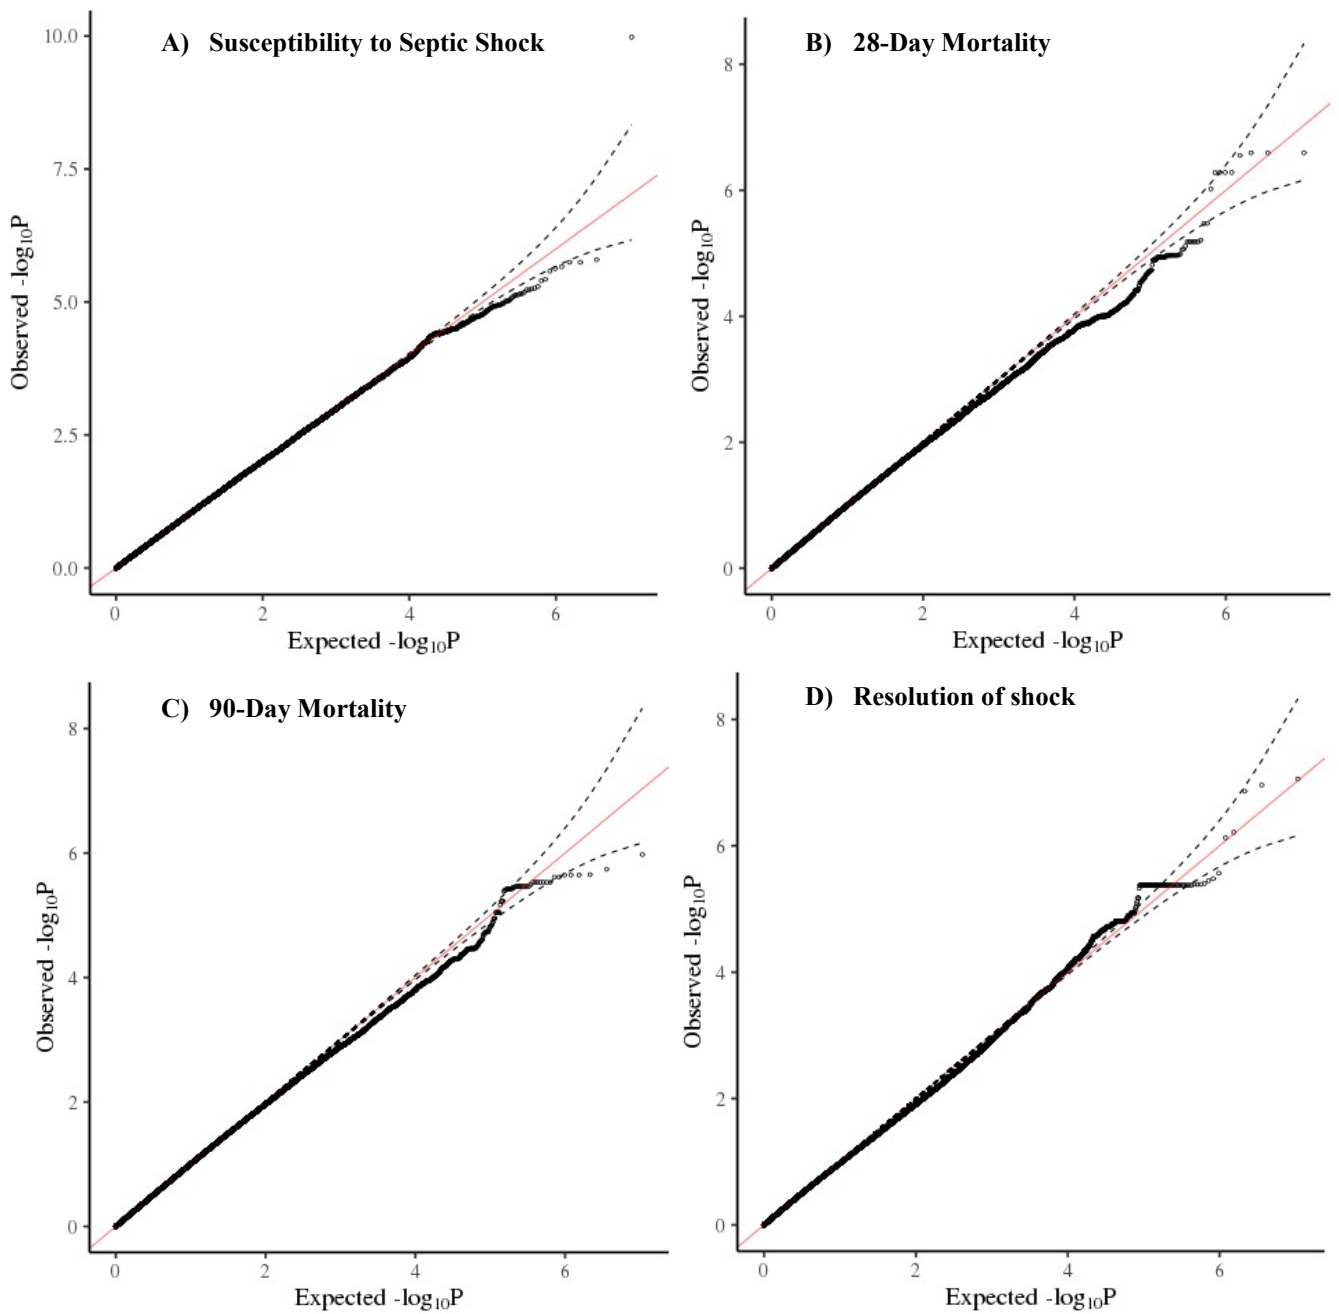 A) Susceptibility to Septic Shock
10.0
7.5
5.0
2.5
0.0
Observed -log10P
0 2 4 6
Expected -log10P
B) 28-Day Mortality
8
6
4
2
0
Observed -log10P
0 2 4 6
Expected -log10P
C) 90-Day Mortality
8
6
4
2
0
Observed -log10P
0 2 4 6
Expected -log10P
D) Resolution of shock
8
6
4
2
0
Observed -log10P
0 2 4 6
Expected -log10P